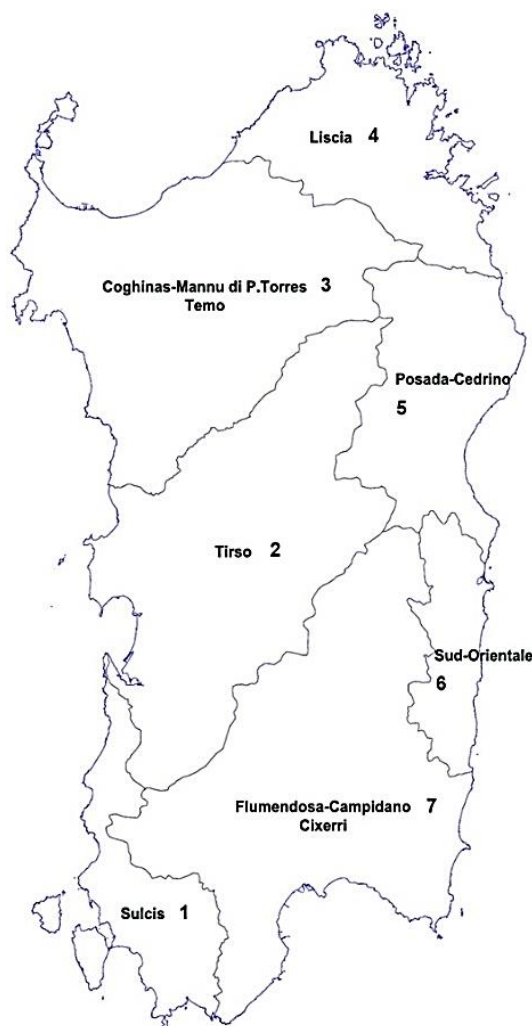 Liscia 4
Coghinas-Mannu di P.Torres 3
Temo
Posada-Cedrino
5
Tirso 2
Sud-Orientale
6
Flumendosa-Campidano 7
Cixerri
Sulcis 1